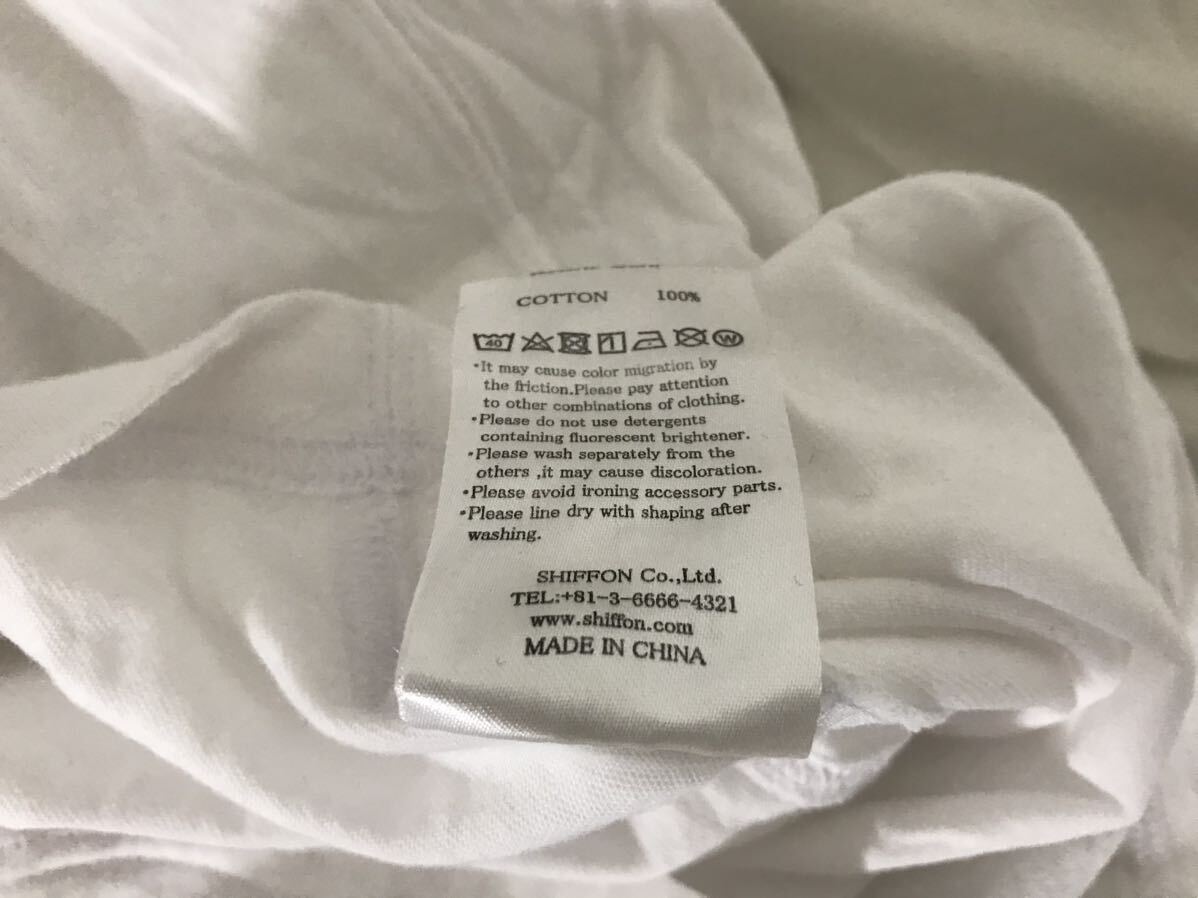 COTTON 100%
40 W
•It may cause color migration by
the friction.Please pay attention
to other combinations of clothing.
•Please do not use detergents
containing fluorescent brightener.
•Please wash separately from the
others ,it may cause discoloration.
•Please avoid ironing accessory parts.
•Please line dry with shaping after
washing.
SHIFFON Co.,Ltd.
TEL:+81-3-6666-4321
www.shiffon.com
MADE IN CHINA